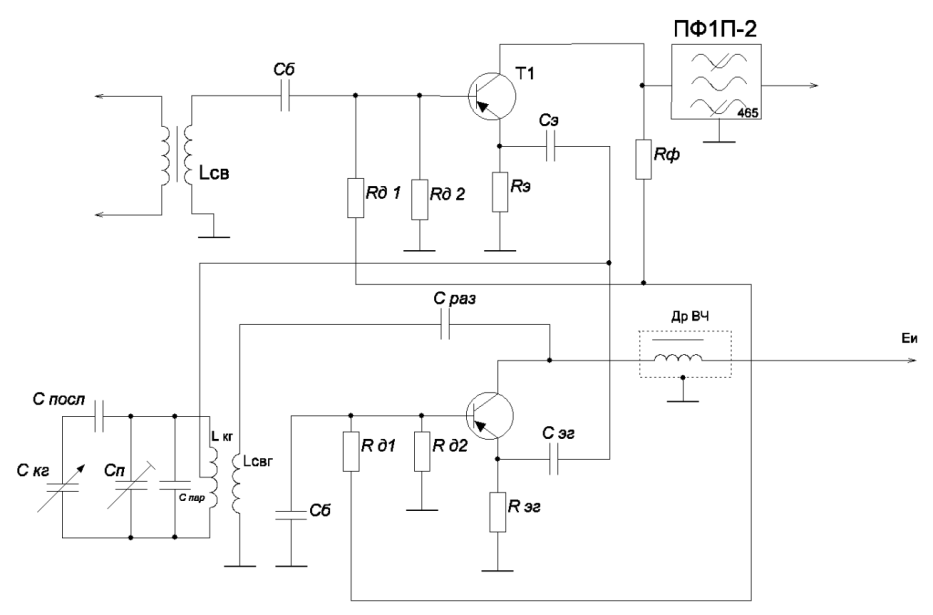 ПФ1П-2
Сб
Т1
465
Сэ
Rф
Lсв
Rд 1
Rд 2
Rэ
С раз
Др ВЧ
Еи
С посл
L кг
Lсвг
R д1
R д2
С эг
С кг
Сп
С пар
Сб
R эг